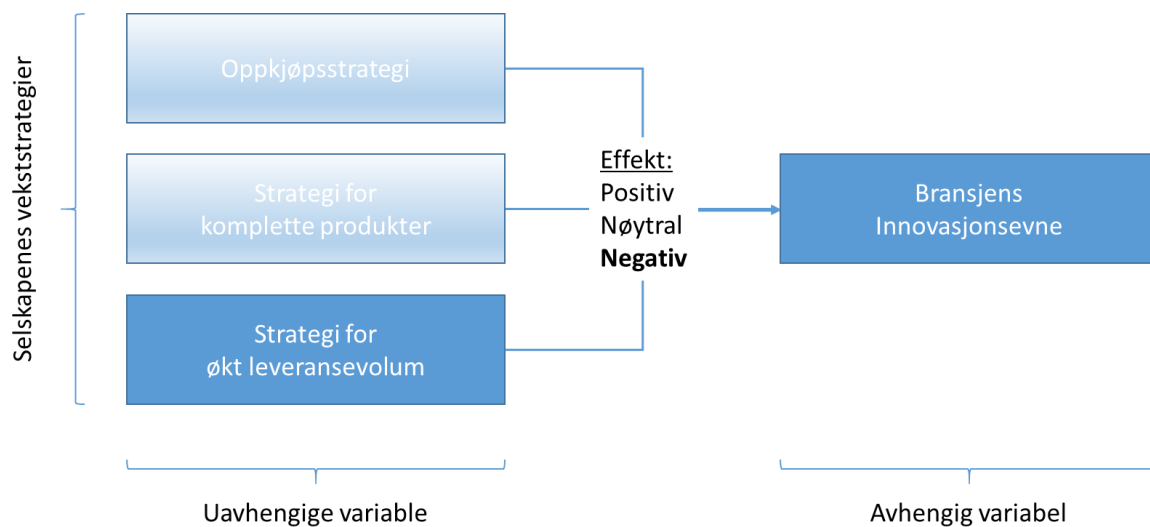 Selskapenes vekststrategier
Oppkjøpsstrategi
Strategi for
komplette produkter
Strategi for
økt leveransevolum
Effekt:
Positiv
Nøytral
Negativ
Bransjens
Innovasjonsevne
Uavhengige variable
Avhengig variabel